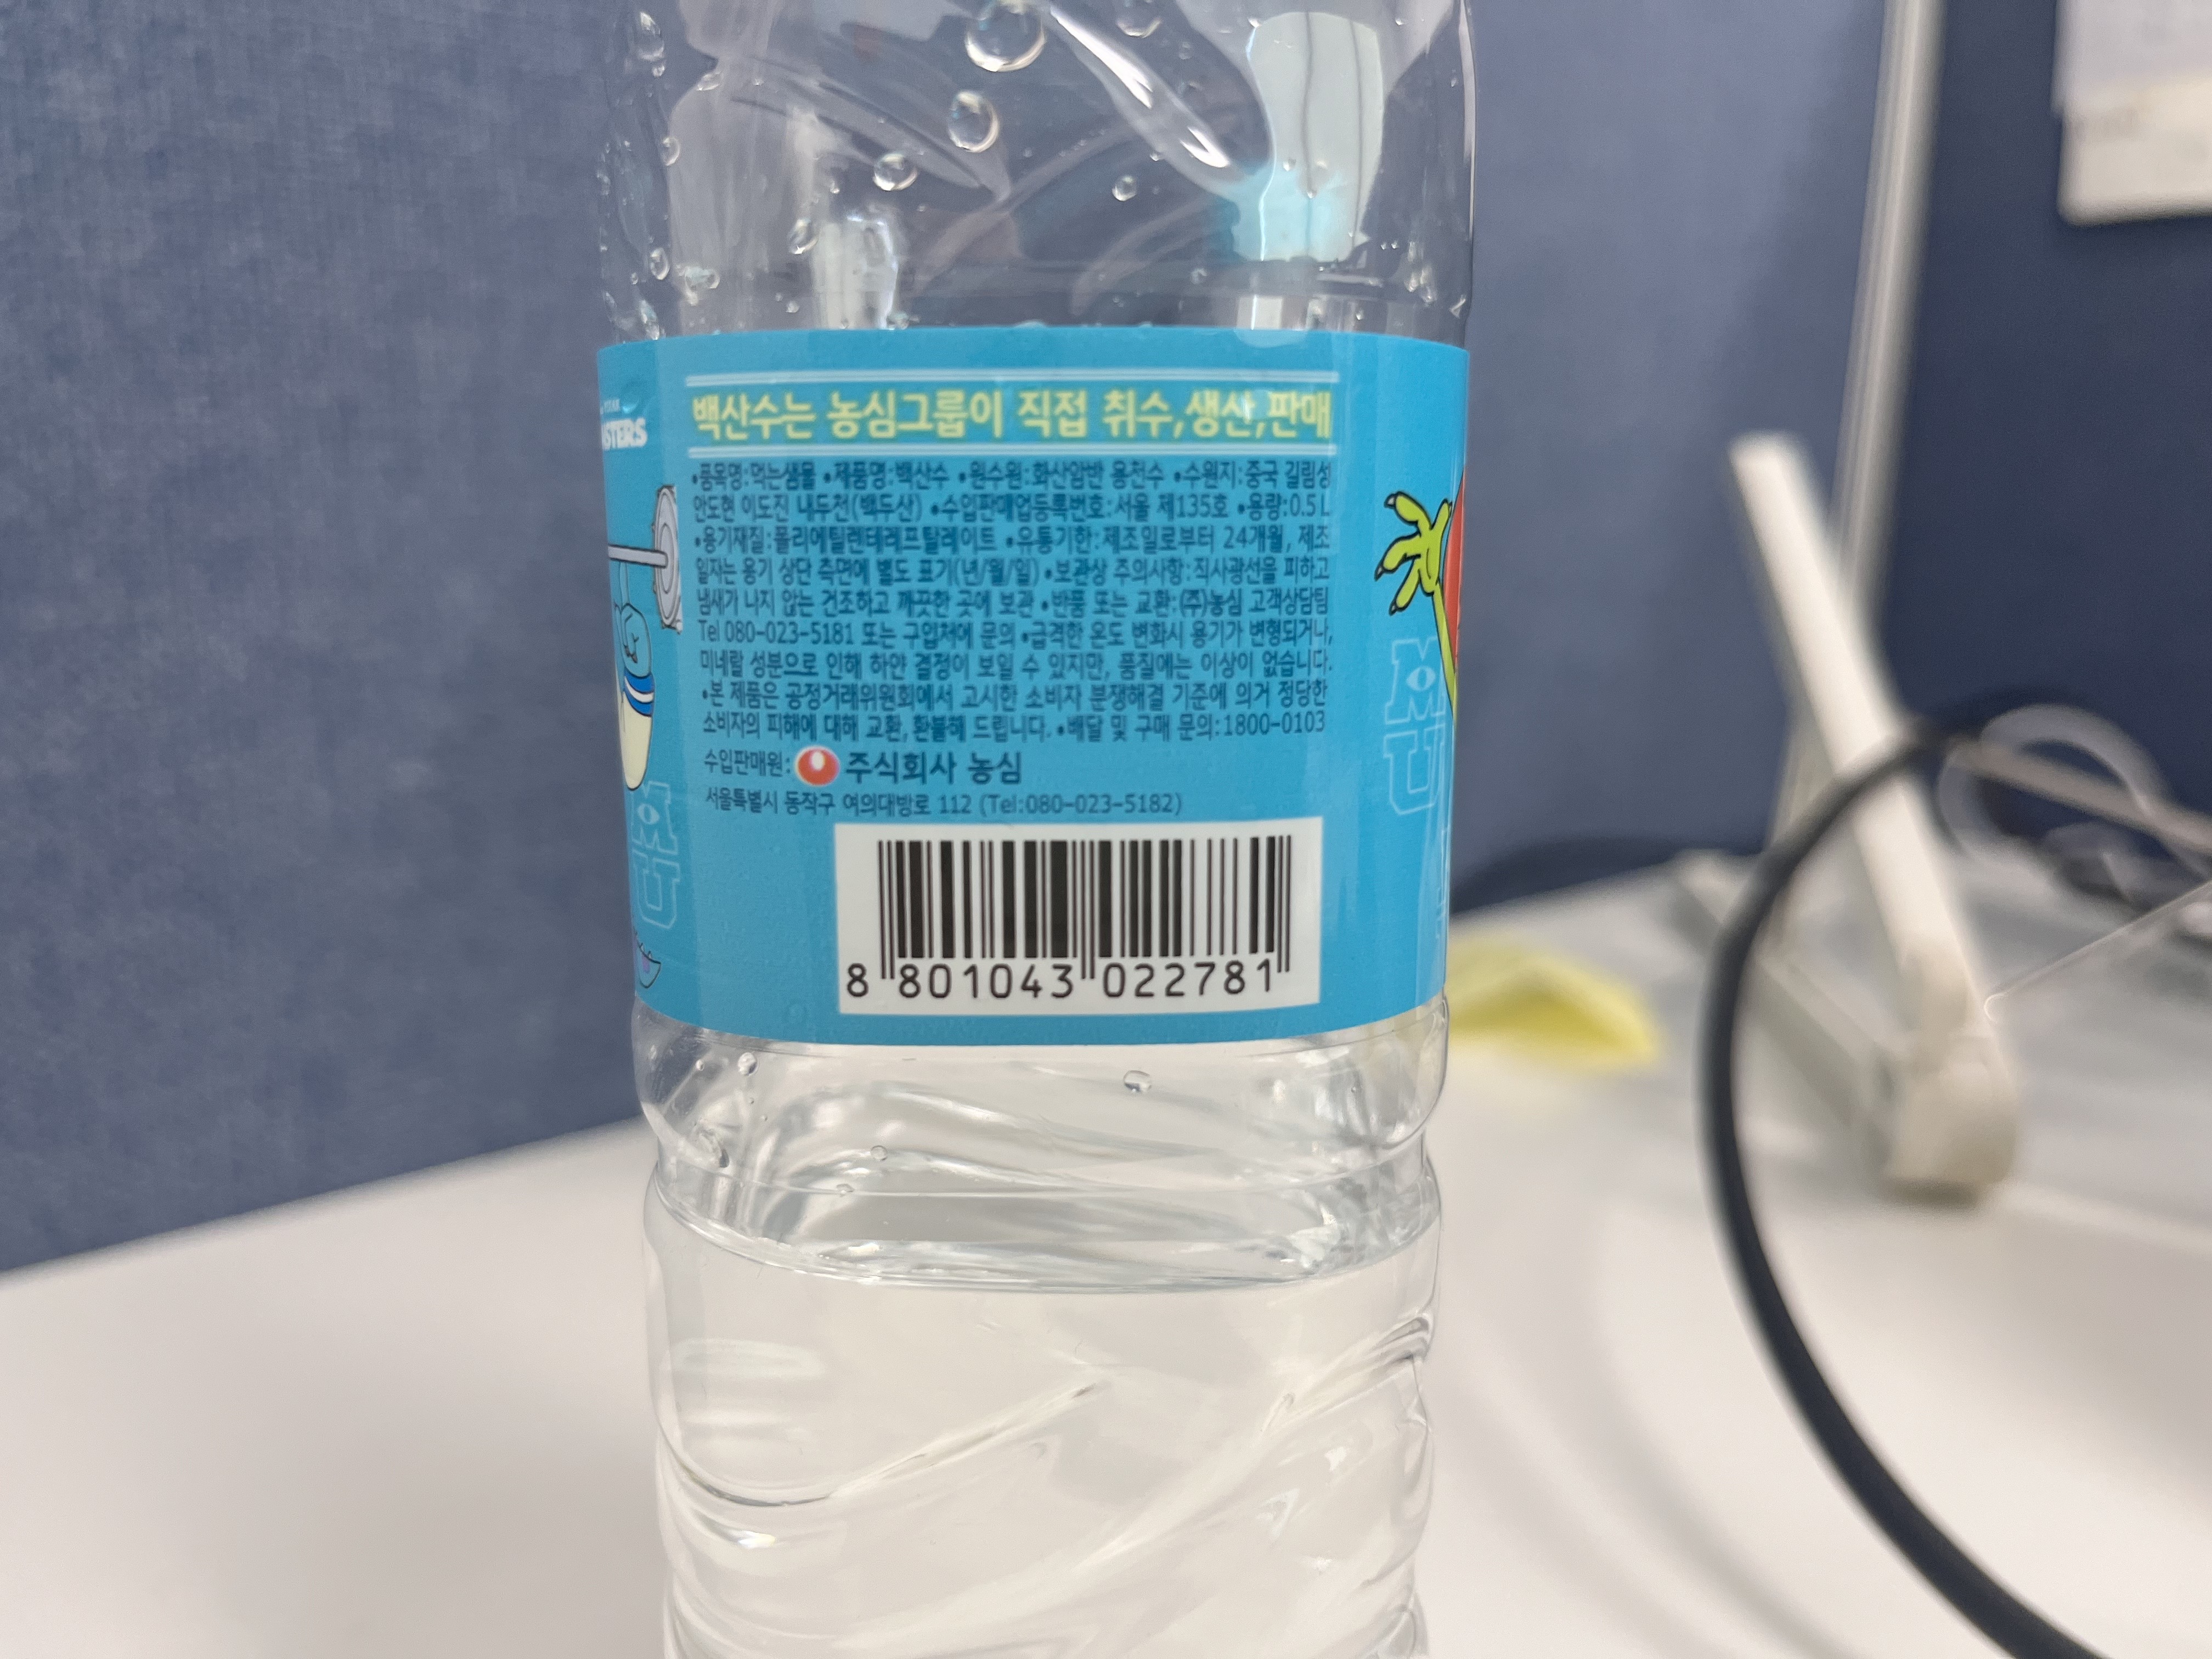 STERS
백산수는 농심그룹이 직접 취수,생산,판매
•품목명:먹는샘물 •제품명:백산수 •원수원:화산암반 용천수 •수원지:중국 길림성
안도현 이도진 내두천(백두산) •수입판매업등록번호:서울 제135호 •용량:0.5L
•용기재질:폴리에틸렌테레프탈레이트 •유통기한:제조일로부터 24개월, 제조
일자는 용기 상단 측면에 별도 표기(년/월/일) •보관상 주의사항:직사광선을 피하고
냄새가 나지 않는 건조하고 깨끗한 곳에 보관 •반품 또는 교환:(주)농심 고객상담팀
Tel 080-023-5181 또는 구입처에 문의 •급격한 온도 변화시 용기가 변형되거나,
미네랄 성분으로 인해 하얀 결정이 보일 수 있지만, 품질에는 이상이 없습니다.
•본 제품은 공정거래위원회에서 고시한 소비자 분쟁해결 기준에 의거 정당한
소비자의 피해에 대해 교환, 환불해 드립니다. •배달 및 구매 문의:1800-0103
수입판매원: 주식회사 농심
서울특별시 동작구 여의대방로 112 (Tel:080-023-5182)
8 801043 022781
M
U
M
U